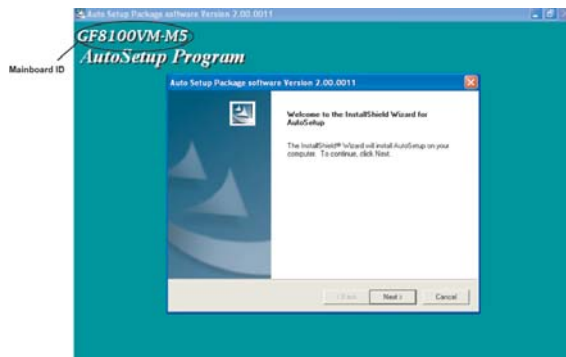 Auto Setup Package software Version 2.00.0011
GF8100VM-M5
AutoSetup Program
Mainboard ID
Auto Setup Package software Version 2.00.0011
Welcome to the InstallShield Wizard for
AutoSetup
The InstallShield® Wizard will install AutoSetup on your
computer. To continue, click Next.
< Back
Next >
Cancel